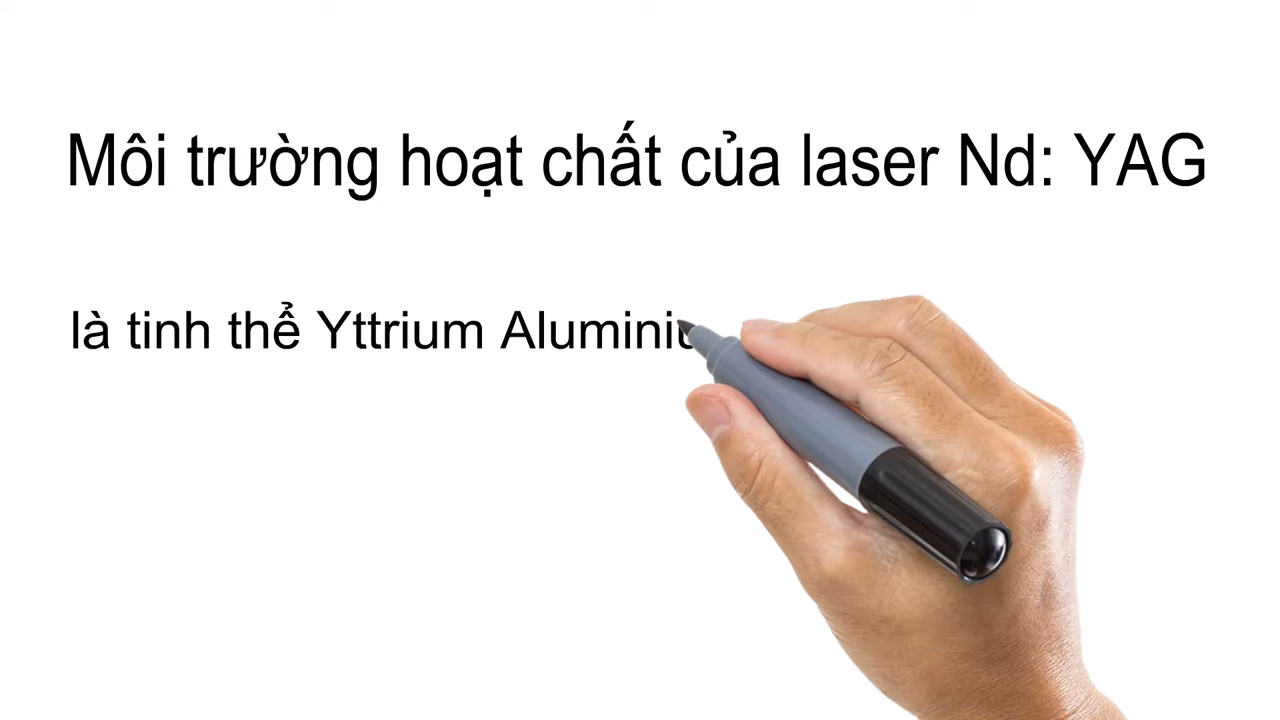 Môi trường hoạt chất của laser Nd: YAG
là tinh thể Yttrium Aluminiu